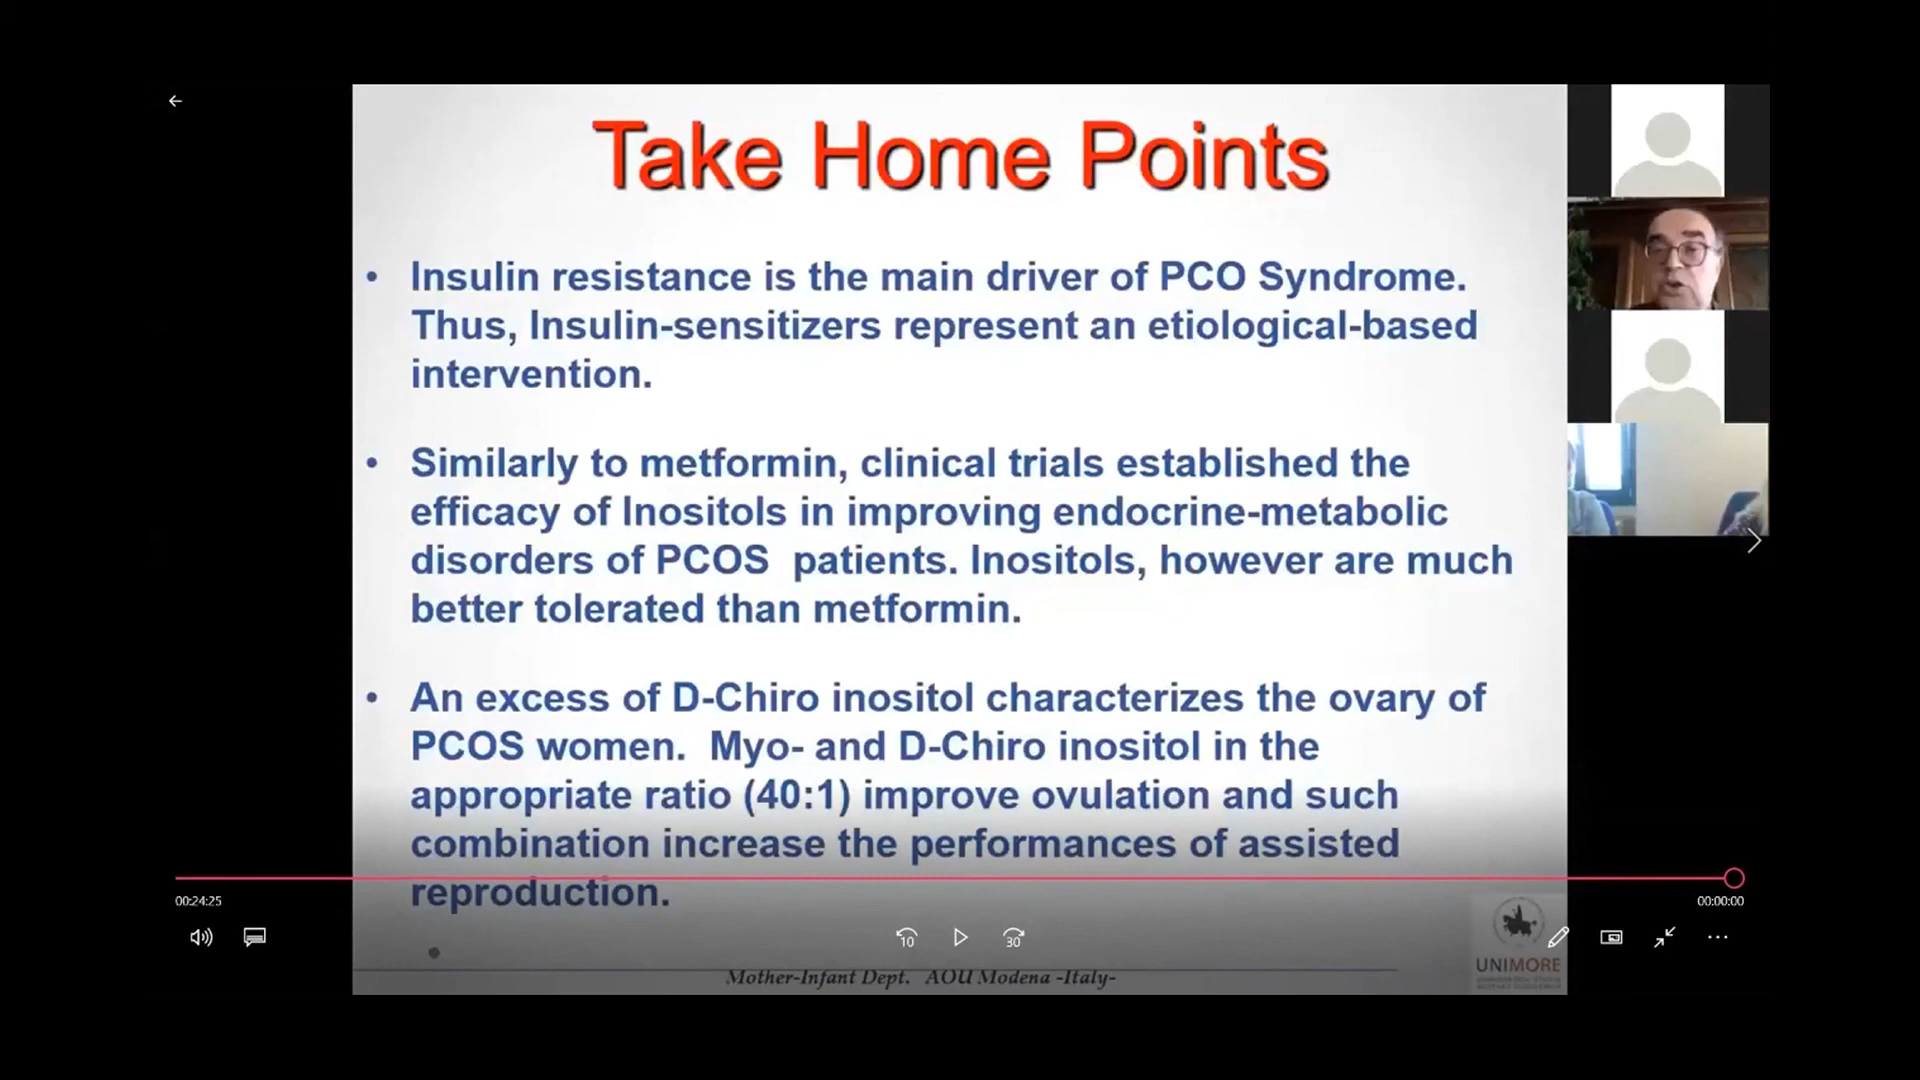 Take Home Points
• Insulin resistance is the main driver of PCO Syndrome.
Thus, Insulin-sensitizers represent an etiological-based
intervention.
• Similarly to metformin, clinical trials established the
efficacy of Inositols in improving endocrine-metabolic
disorders of PCOS patients. Inositols, however are much
better tolerated than metformin.
• An excess of D-Chiro inositol characterizes the ovary of
PCOS women. Myo- and D-Chiro inositol in the
appropriate ratio (40:1) improve ovulation and such
combination increase the performances of assisted
reproduction.
00:24:25
00:00:00
10
30
Mother-Infant Dept. AOU Modena -Italy-
UNIMORE